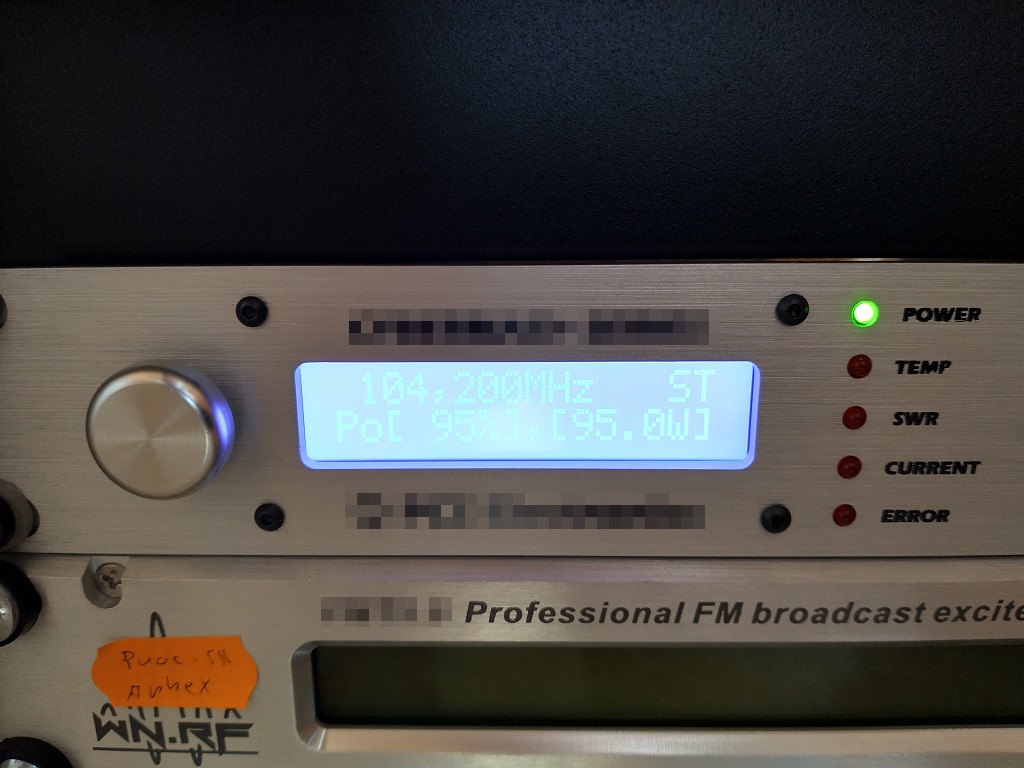 104,200MHz ST
Po[ 95%],[95.0W]
POWER
TEMP
SWR
CURRENT
ERROR
Professional FM broadcast excite
WN.RF